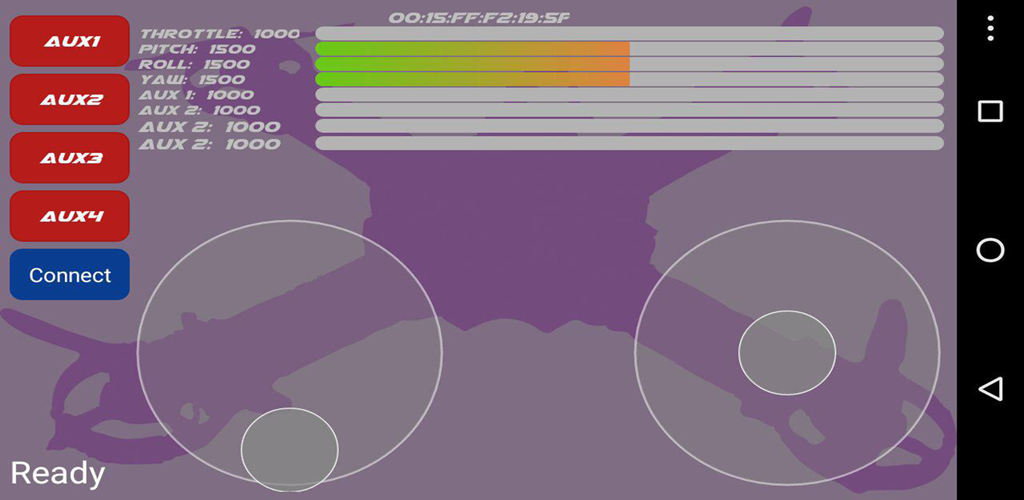 00:15:FF:F2:19:5F
AUX1
AUX2
AUX3
AUX4
Connect
THROTTLE: 1000
PITCH: 1500
ROLL: 1500
YAW: 1500
AUX 1: 1000
AUX 2: 1000
AUX 2: 1000
AUX 2: 1000
Ready